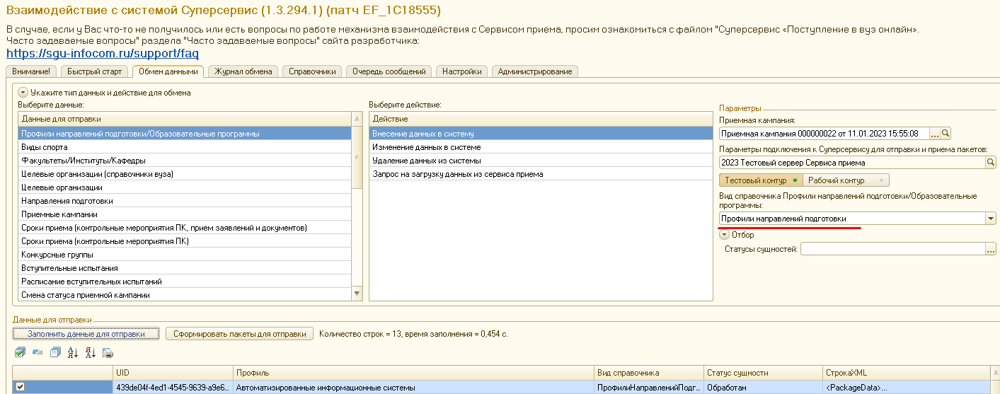 Взаимодействие с системой Суперсервис (1.3.294.1) (патч EF_1C18555)
В случае, если у Вас что-то не получилось или есть вопросы по работе механизма взаимодействия с Сервисом приема, просим ознакомиться с файлом "Суперсервис «Поступление в вуз онлайн».
Часто задаваемые вопросы" раздела "Часто задаваемые вопросы" сайта разработчика:
https://sgu-infocom.ru/support/faq
Внимание! Быстрый старт Обмен данными Журнал обмена Справочники Очередь сообщений Настройки Администрирование
Укажите тип данных и действие для обмена
Выберите данные:
Данные для отправки
Профили направлений подготовки/Образовательные программы
Виды спорта
Факультеты/Институты/Кафедры
Целевые организации (справочники вуза)
Целевые организации
Направления подготовки
Приемные кампании
Сроки приема (контрольные мероприятия ПК, прием заявлений и документов)
Сроки приема (контрольные мероприятия ПК)
Конкурсные группы
Вступительные испытания
Расписание вступительных испытаний
Смена статуса приемной кампании
Выберите действие:
Действие
Внесение данных в систему
Изменение данных в системе
Удаление данных из системы
Запрос на загрузку данных из сервиса приема
Параметры
Приемная кампания:
Приемная кампания 000000022 от 11.01.2023 15:55:08 ...
Параметры подключения к Суперсервису для отправки и приема пакетов:
2023 Тестовый сервер Сервиса приема
Тестовый контур Рабочий контур
Вид справочника Профили направлений подготовки/Образовательные
программы:
Профили направлений подготовки
Отбор
Статусы сущностей: ...
Данные для отправки
Заполнить данные для отправки Сформировать пакеты для отправки Количество строк = 13, время заполнения = 0,454 с.
UID Профиль Вид справочника Статус сущности СтрокаXML
439de04f-4ed1-4545-9639-a9e6... Автоматизированные информационные системы ПрофилиНаправленийПодг... Обработан <PackageData>...